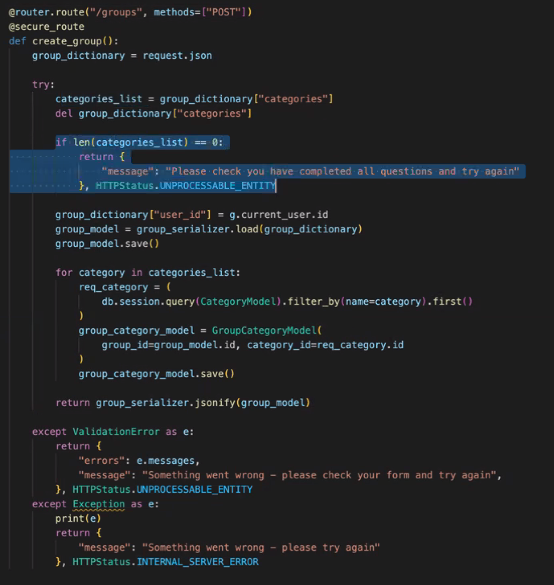 @router.route("/groups", methods=["POST"])
@secure_route
def create_group():
    group_dictionary = request.json

    try:
        categories_list = group_dictionary["categories"]
        del group_dictionary["categories"]

        if len(categories_list) == 0:
            return {
                "message": "Please check you have completed all questions and try again"
            }, HTTPStatus.UNPROCESSABLE_ENTITY

        group_dictionary["user_id"] = g.current_user.id
        group_model = group_serializer.load(group_dictionary)
        group_model.save()

        for category in categories_list:
            req_category = (
                db.session.query(CategoryModel).filter_by(name=category).first()
            )
            group_category_model = GroupCategoryModel(
                group_id=group_model.id, category_id=req_category.id
            )
            group_category_model.save()

        return group_serializer.jsonify(group_model)

    except ValidationError as e:
        return {
            "errors": e.messages,
            "message": "Something went wrong – please check your form and try again",
        }, HTTPStatus.UNPROCESSABLE_ENTITY
    except Exception as e:
        print(e)
        return {
            "message": "Something went wrong – please try again"
        }, HTTPStatus.INTERNAL_SERVER_ERROR